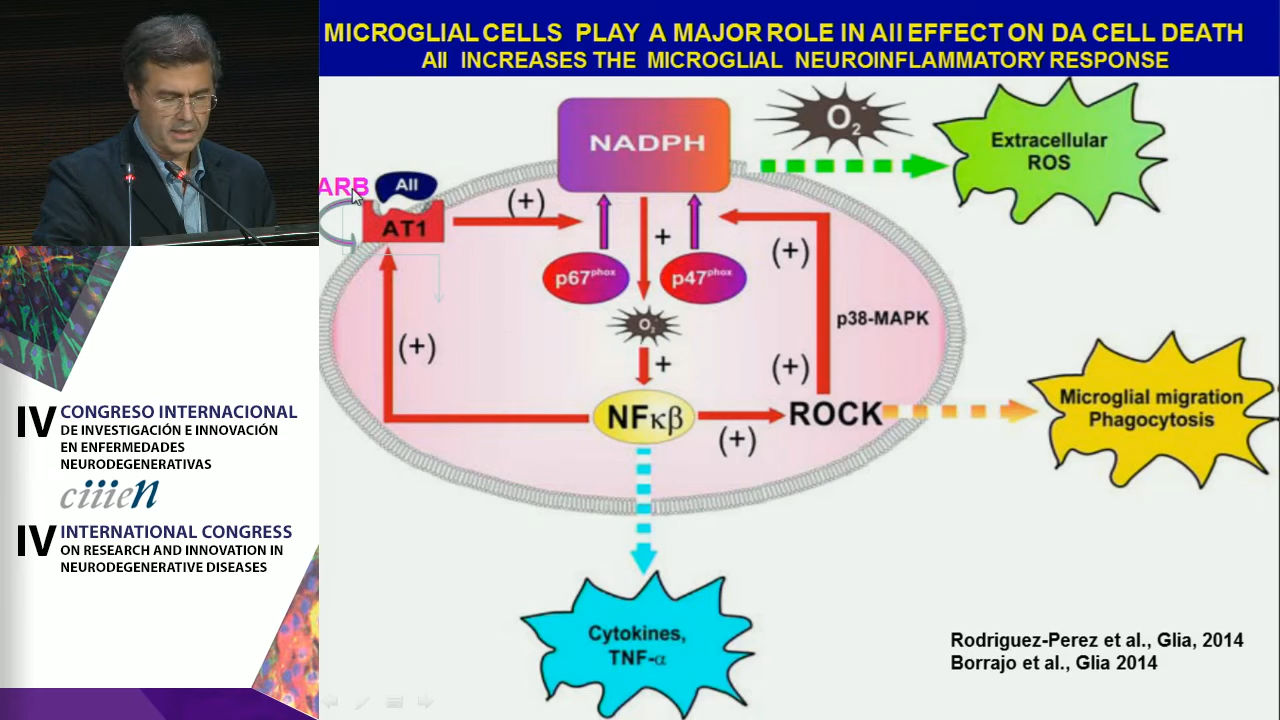 MICROGLIAL CELLS PLAY A MAJOR ROLE IN AII EFFECT ON DA CELL DEATH
AII INCREASES THE MICROGLIAL NEUROINFLAMMATORY RESPONSE
NADPH
O2-
Extracellular
ROS
ARB
AII
AT1
(+)
+
(+)
p67phox
p47phox
O2
p38-MAPK
(+)
+
(+)
NFκβ
(+)
ROCK
Microglial migration
Phagocytosis
Cytokines,
TNF-α
Rodriguez-Perez et al., Glia, 2014
Borrajo et al., Glia 2014
IV CONGRESO INTERNACIONAL
DE INVESTIGACIÓN E INNOVACIÓN
EN ENFERMEDADES
NEURODEGENERATIVAS
ciiien
IV INTERNATIONAL CONGRESS
ON RESEARCH AND INNOVATION IN
NEURODEGENERATIVE DISEASES